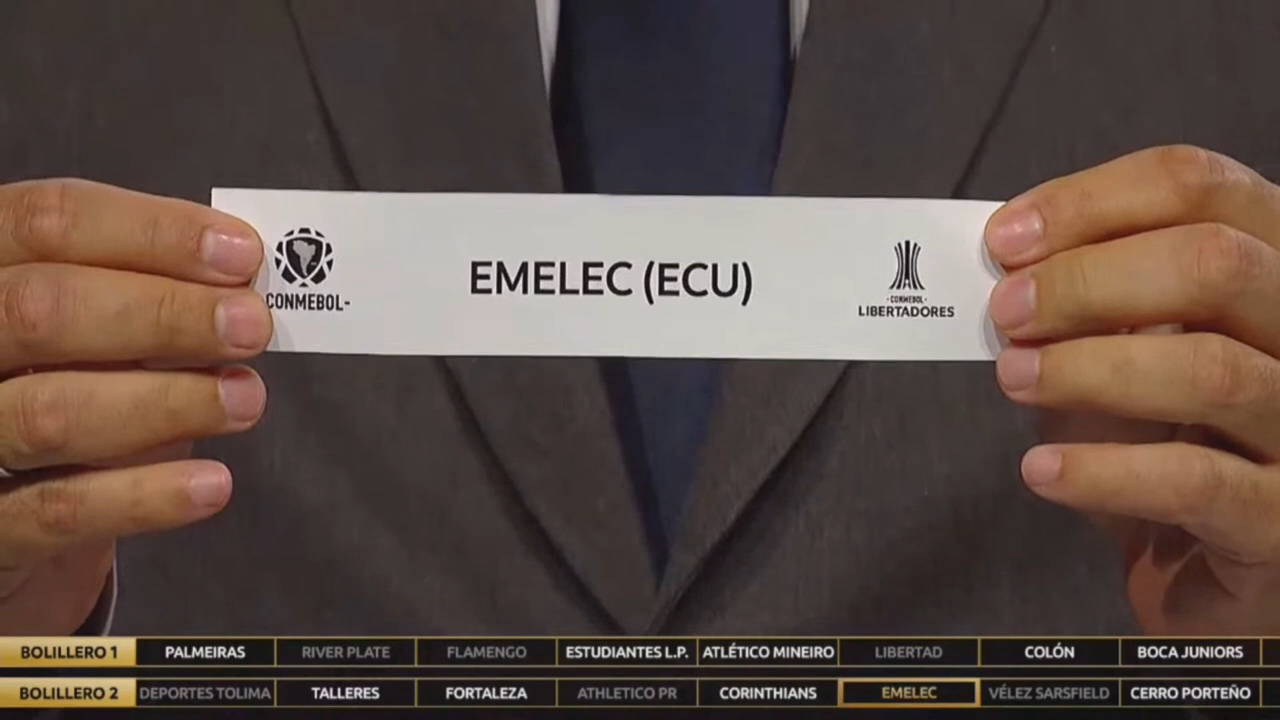 EMELEC (ECU)
CONMEBOL-
-CONMEBOL-
LIBERTADORES
BOLILLERO 1 PALMEIRAS RIVER PLATE FLAMENGO ESTUDIANTES L.P. ATLÉTICO MINEIRO LIBERTAD COLÓN BOCA JUNIORS
BOLILLERO 2 DEPORTES TOLIMA TALLERES FORTALEZA ATHLETICO PR CORINTHIANS EMELEC VÉLEZ SARSFIELD CERRO PORTEÑO